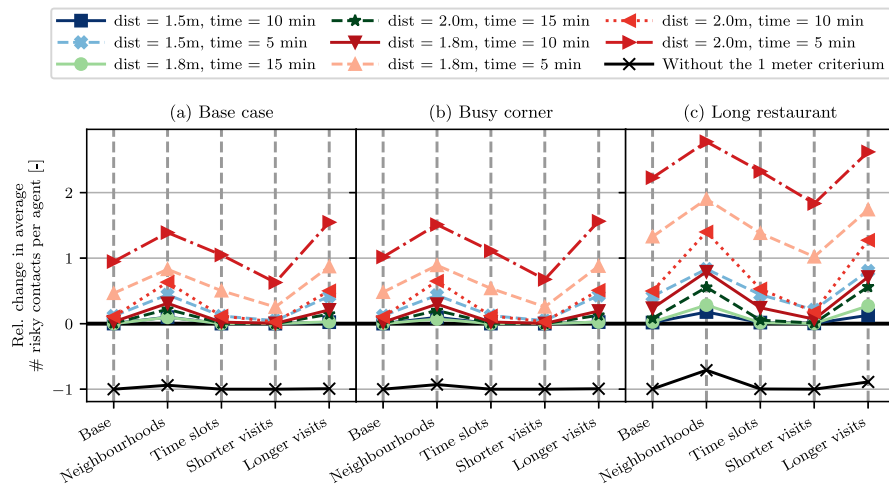 dist = 1.5m, time = 10 min
dist = 1.5m, time = 5 min
dist = 1.8m, time = 15 min
dist = 2.0m, time = 15 min
dist = 1.8m, time = 10 min
dist = 1.8m, time = 5 min
dist = 2.0m, time = 10 min
dist = 2.0m, time = 5 min
Without the 1 meter criterium
(a) Base case
(b) Busy corner
(c) Long restaurant
Rel. change in average
# risky contacts per agent [-]
2
1
0
−1
Base
Neighbourhoods
Time slots
Shorter visits
Longer visits
Base
Neighbourhoods
Time slots
Shorter visits
Longer visits
Base
Neighbourhoods
Time slots
Shorter visits
Longer visits